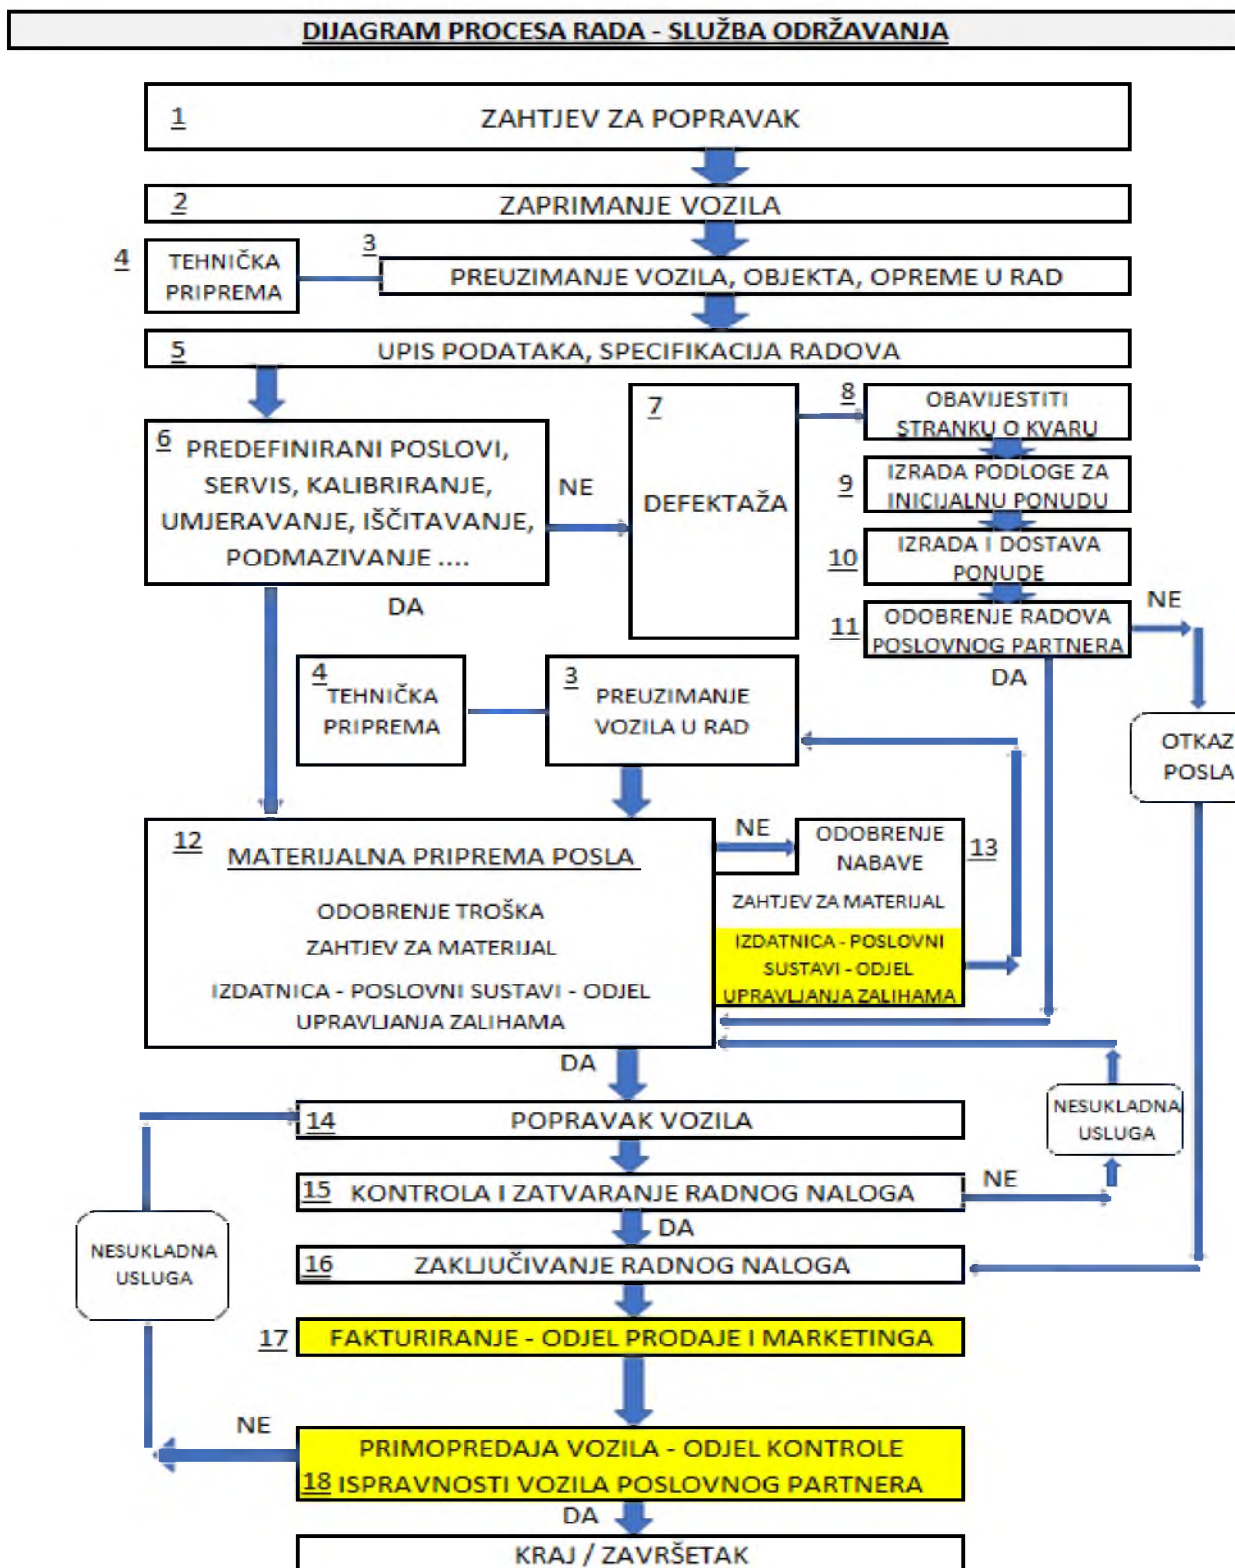 DIJAGRAM PROCESA RADA - SLUŽBA ODRŽAVANJA
1
ZAHTJEV ZA POPRAVAK
2
ZAPRIMANJE VOZILA
4
TEHNIČKA
PRIPREMA
3
PREUZIMANJE VOZILA, OBJEKTA, OPREME U RAD
5
UPIS PODATAKA, SPECIFIKACIJA RADOVA
6
PREDEFINIRANI POSLOVI,
SERVIS, KALIBRIRANJE,
UMJERAVANJE, IŠČITAVANJE,
PODMAZIVANJE ....
NE
DA
7
DEFEKTAŽA
8
OBAVIJESTITI
STRANKU O KVARU
9
IZRADA PODLOGE ZA
INICIJALNU PONUDU
10
IZRADA I DOSTAVA
PONUDE
11
ODOBRENJE RADOVA
POSLOVNOG PARTNERA
NE
DA
OTKAZ
POSLA
4
TEHNIČKA
PRIPREMA
3
PREUZIMANJE
VOZILA U RAD
12
MATERIJALNA PRIPREMA POSLA
ODOBRENJE TROŠKA
ZAHTJEV ZA MATERIJAL
IZDATNICA - POSLOVNI SUSTAVI - ODJEL
UPRAVLJANJA ZALIHAMA
NE
13
ODOBRENJE
NABAVE
ZAHTJEV ZA MATERIJAL
IZDATNICA - POSLOVNI
SUSTAVI - ODJEL
UPRAVLJANJA ZALIHAMA
DA
14
POPRAVAK VOZILA
15
KONTROLA I ZATVARANJE RADNOG NALOGA
NE
NESUKLADNA
USLUGA
DA
16
ZAKLJUČIVANJE RADNOG NALOGA
NESUKLADNA
USLUGA
17
FAKTURIRANJE - ODJEL PRODAJE I MARKETINGA
NE
18
PRIMOPREDAJA VOZILA - ODJEL KONTROLE
ISPRAVNOSTI VOZILA POSLOVNOG PARTNERA
DA
KRAJ / ZAVRŠETAK